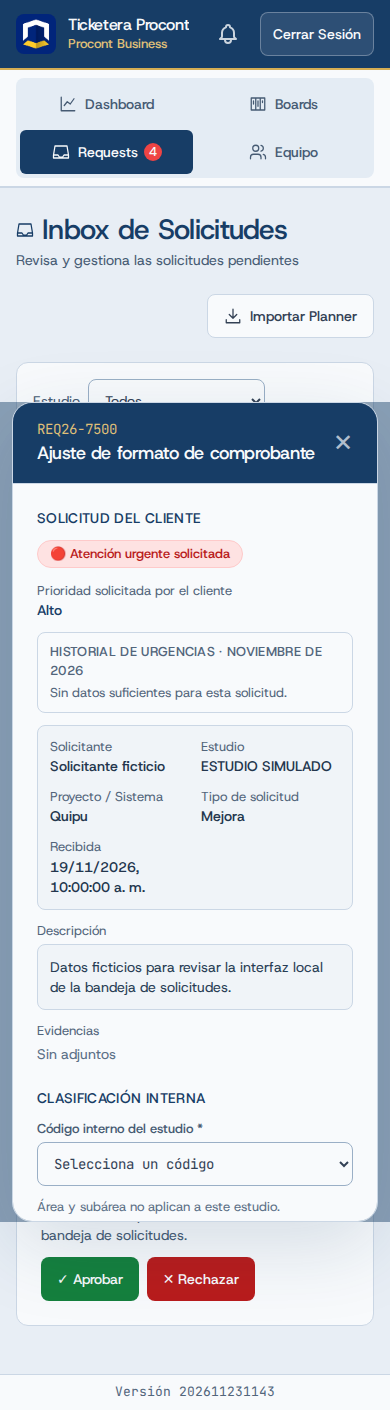 Ticketera Procont
Procont Business
Cerrar Sesión
Dashboard
Boards
Requests 4
Equipo
Inbox de Solicitudes
Revisa y gestiona las solicitudes pendientes
Importar Planner
Estudio Todos
REQ26-7500
Ajuste de formato de comprobante
SOLICITUD DEL CLIENTE
Atención urgente solicitada
Prioridad solicitada por el cliente
Alto
HISTORIAL DE URGENCIAS · NOVIEMBRE DE
2026
Sin datos suficientes para esta solicitud.
Solicitante
Estudio
Solicitante ficticio
ESTUDIO SIMULADO
Proyecto / Sistema
Tipo de solicitud
Quipu
Mejora
Recibida
19/11/2026,
10:00:00 a. m.
Descripción
Datos ficticios para revisar la interfaz local
de la bandeja de solicitudes.
Evidencias
Sin adjuntos
CLASIFICACIÓN INTERNA
Código interno del estudio *
Selecciona un código
Área y subárea no aplican a este estudio.
bandeja de solicitudes.
✓ Aprobar
✕ Rechazar
Versión 202611231143